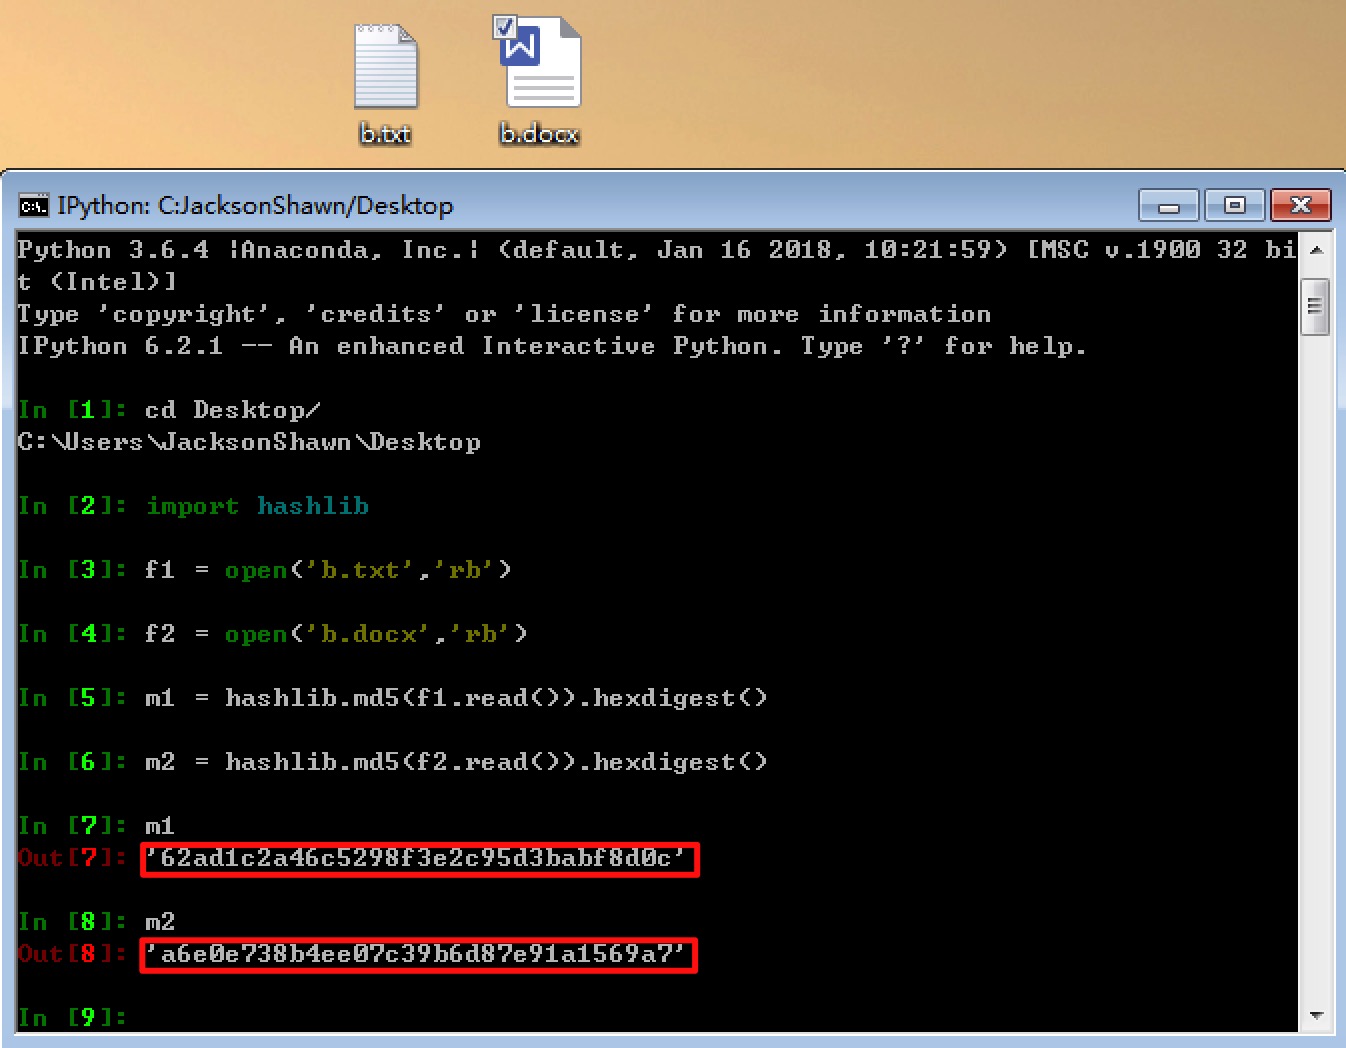 b.txt
b.docx
IPython: C:JacksonShawn/Desktop
Python 3.6.4 |Anaconda, Inc.| (default, Jan 16 2018, 10:21:59) [MSC v.1900 32 bi
t (Intel)]
Type 'copyright', 'credits' or 'license' for more information
IPython 6.2.1 -- An enhanced Interactive Python. Type '?' for help.
In [1]: cd Desktop/
C:\Users\JacksonShawn\Desktop
In [2]: import hashlib
In [3]: f1 = open('b.txt','rb')
In [4]: f2 = open('b.docx','rb')
In [5]: m1 = hashlib.md5(f1.read()).hexdigest()
In [6]: m2 = hashlib.md5(f2.read()).hexdigest()
In [7]: m1
Out[7]: '62ad1c2a46c5298f3e2c95d3babf8d0c'
In [8]: m2
Out[8]: 'a6e0e738b4ee07c39b6d87e91a1569a7'
In [9]: